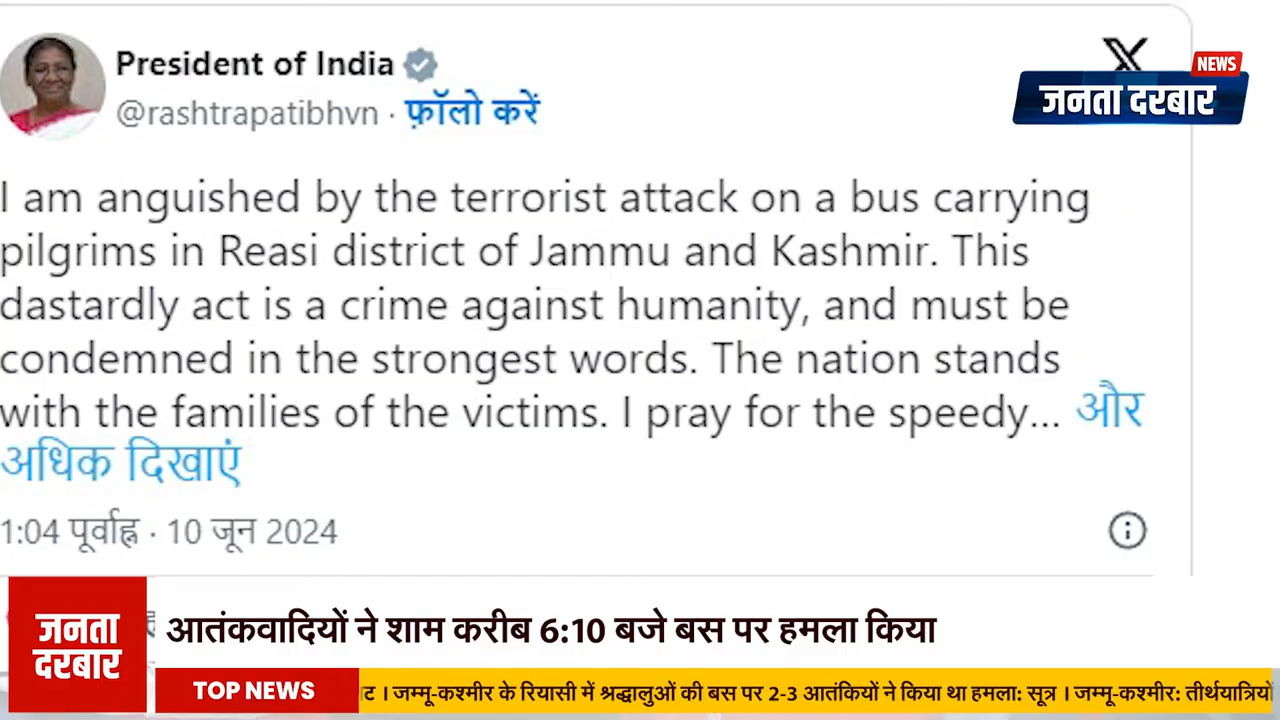 President of India
@rashtrapatibhvn · फ़ॉलो करें
NEWS
जनता दरबार
I am anguished by the terrorist attack on a bus carrying
pilgrims in Reasi district of Jammu and Kashmir. This
dastardly act is a crime against humanity, and must be
condemned in the strongest words. The nation stands
with the families of the victims. I pray for the speedy... और
अधिक दिखाएं
1:04 पूर्वाह्न · 10 जून 2024
जनता
दरबार
आतंकवादियों ने शाम करीब 6:10 बजे बस पर हमला किया
TOP NEWS
। जम्मू-कश्मीर के रियासी में श्रद्धालुओं की बस पर 2-3 आतंकियों ने किया था हमला: सूत्र । जम्मू-कश्मीर: तीर्थयात्रियों